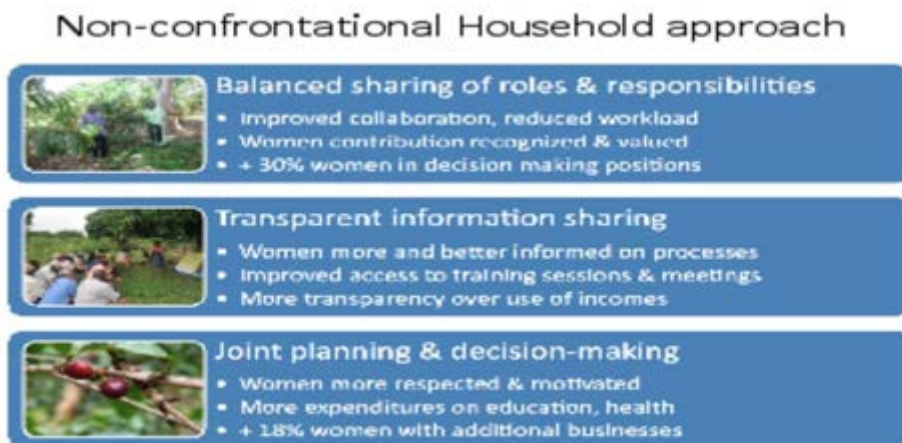 Non-confrontational Household approach
Balanced sharing of roles & responsibilities
• Improved collaboration, reduced workload
• Women contribution recognized & valued
• + 30% women in decision making positions
Transparent information sharing
• Women more and better informed on processes
• Improved access to training sessions & meetings
• More transparency over use of incomes
Joint planning & decision-making
• Women more respected & motivated
• More expenditures on education, health
• + 18% women with additional businesses